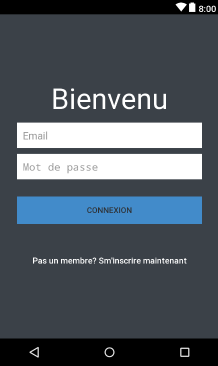 8:00
Bienvenu
Email
Mot de passe
CONNEXION
Pas un membre? Sm'inscrire maintenant